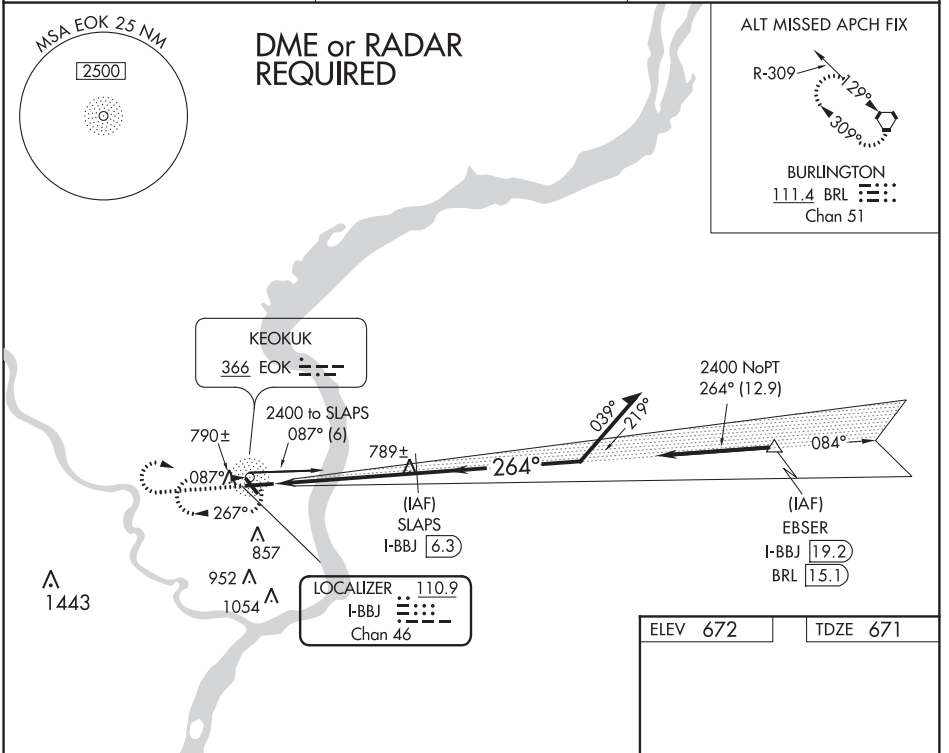 MSA EOK 25 NM
2500
DME or RADAR
REQUIRED
ALT MISSED APCH FIX
R-309
129°
309°
BURLINGTON
111.4 BRL
Chan 51
KEOKUK
366 EOK
2400 to SLAPS
087° (6)
790±
087°
267°
789±
264°
039°
219°
2400 NoPT
264° (12.9)
084°
(IAF)
SLAPS
I-BBJ 6.3
(IAF)
EBSER
I-BBJ 19.2
BRL 15.1
857
952
1054
1443
LOCALIZER 110.9
I-BBJ
Chan 46
ELEV 672
TDZE 671